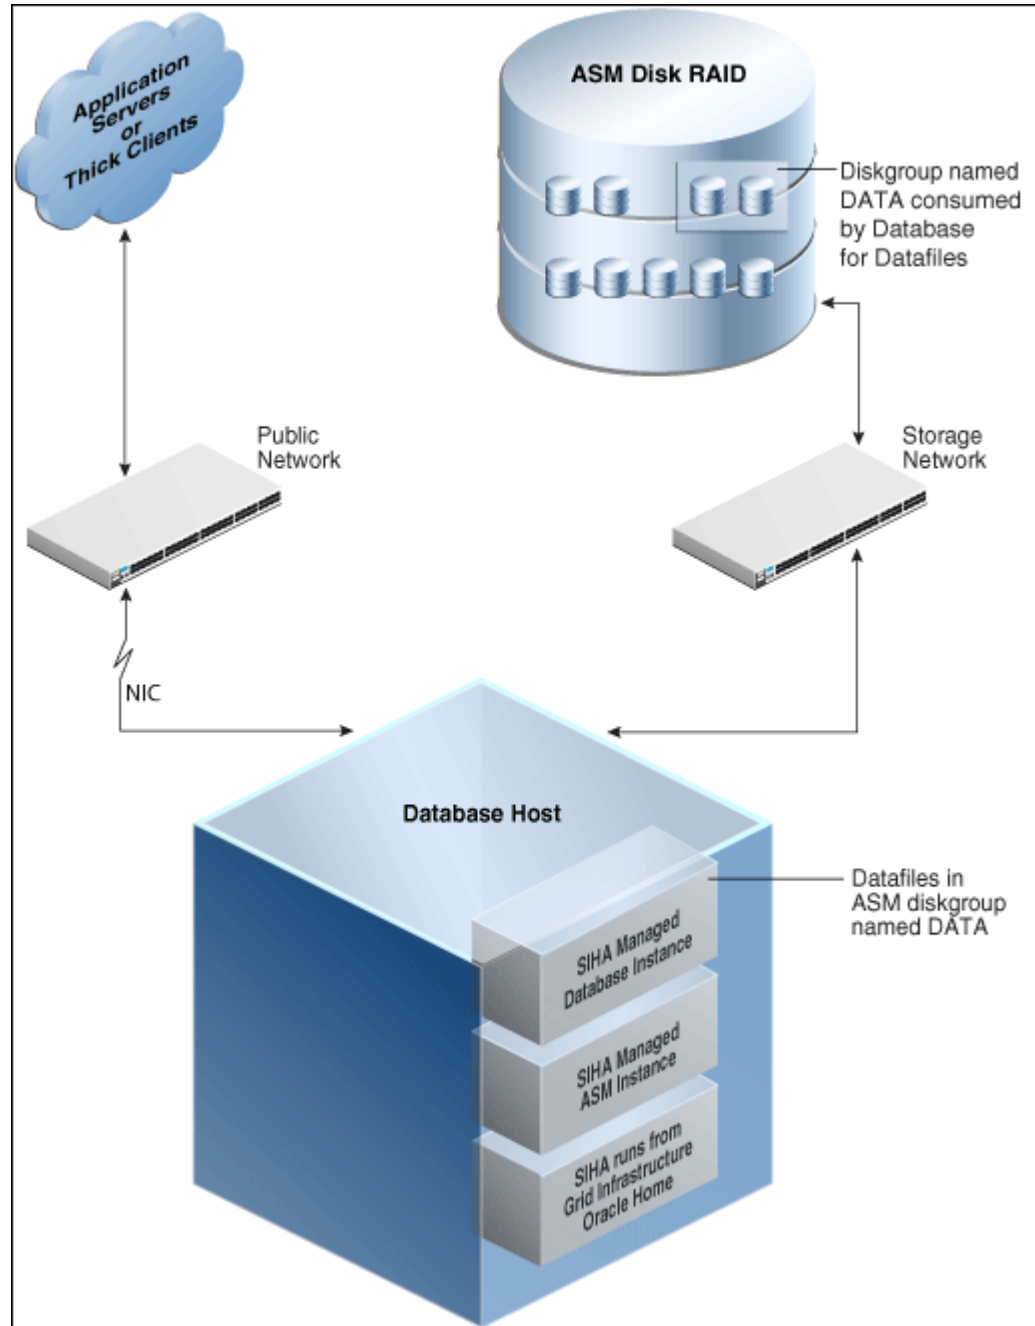 Application
Servers
or
Thick Clients
ASM Disk RAID
Diskgroup named
DATA consumed
by Database
for Datafiles
Public
Network
Storage
Network
NIC
Database Host
Datafiles in
ASM diskgroup
named DATA
SIHA Managed
Database Instance
SIHA Managed
ASM Instance
SIHA runs from
Grid Infrastructure
Oracle Home